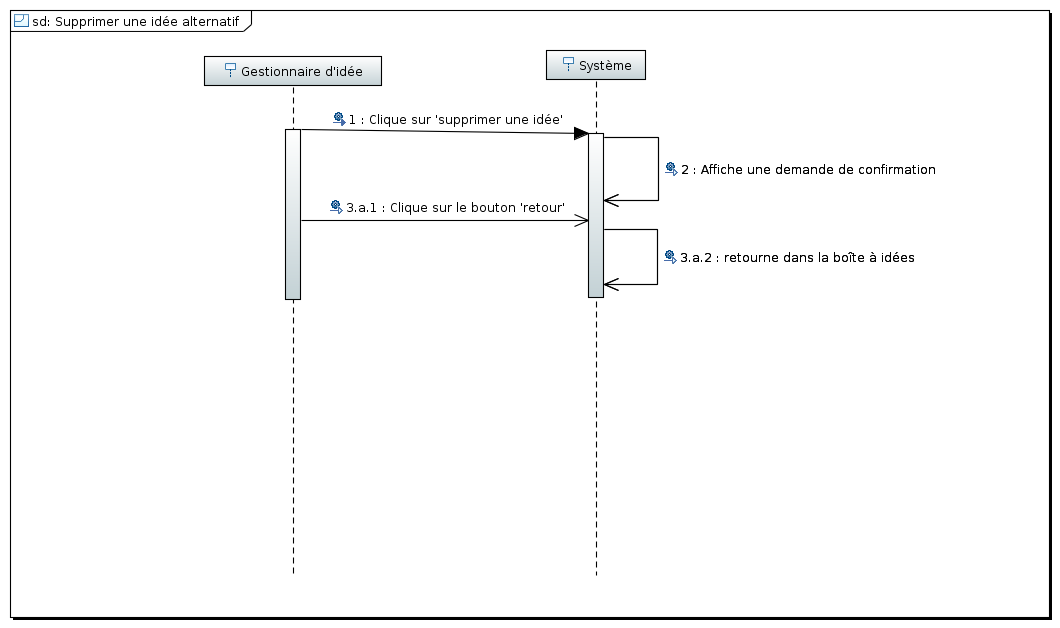 sd: Supprimer une idée alternatif
Gestionnaire d'idée
Système
1 : Clique sur 'supprimer une idée'
2 : Affiche une demande de confirmation
3.a.1 : Clique sur le bouton 'retour'
3.a.2 : retourne dans la boîte à idées